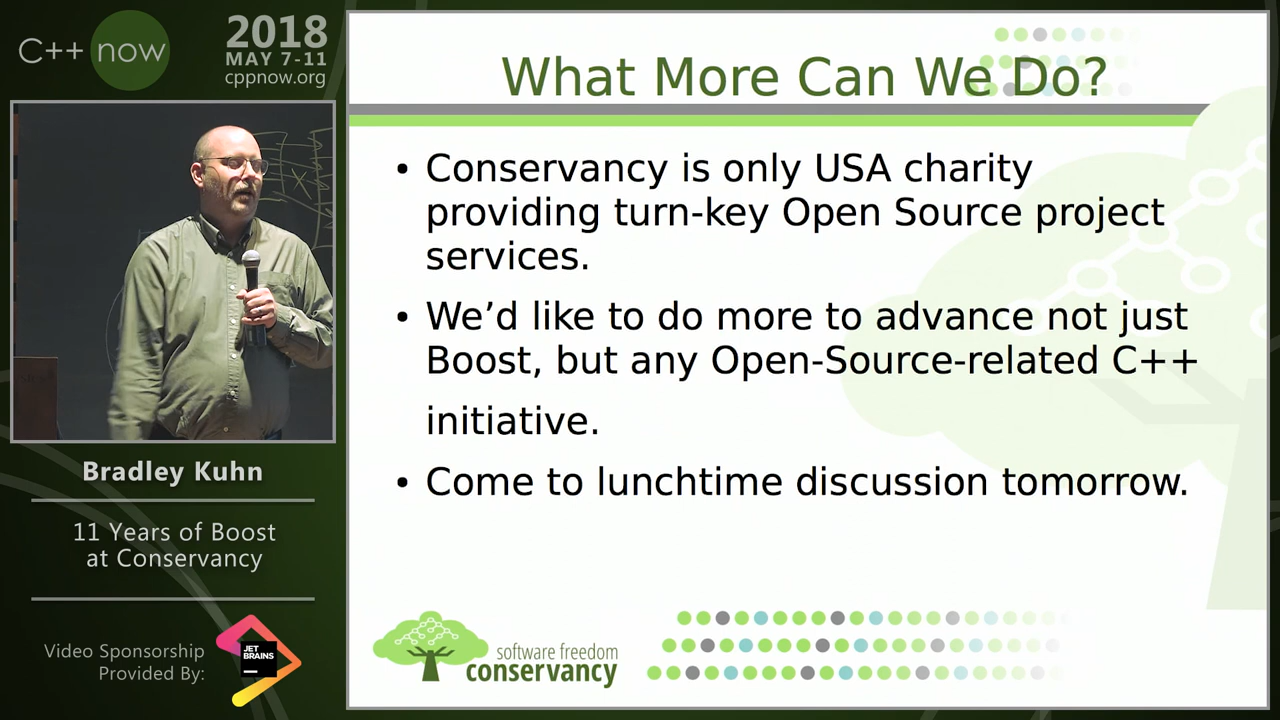 C++ now
2018
MAY 7-11
cppnow.org
Bradley Kuhn
11 Years of Boost
at Conservancy
Video Sponsorship
Provided By:
JET
BRAINS
What More Can We Do?
• Conservancy is only USA charity
providing turn-key Open Source project
services.
• We’d like to do more to advance not just
Boost, but any Open-Source-related C++
initiative.
• Come to lunchtime discussion tomorrow.
software freedom
conservancy